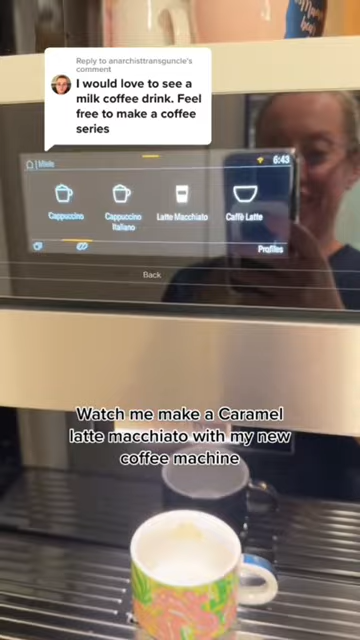 Reply to anarchisttransguncle's
comment
I would love to see a
milk coffee drink. Feel
free to make a coffee
series
6:43
Cappuccino
Cappuccino
Italiano
Latte Macchiato
Caffè Latte
Profiles
Back
Watch me make a Caramel
latte macchiato with my new
coffee machine